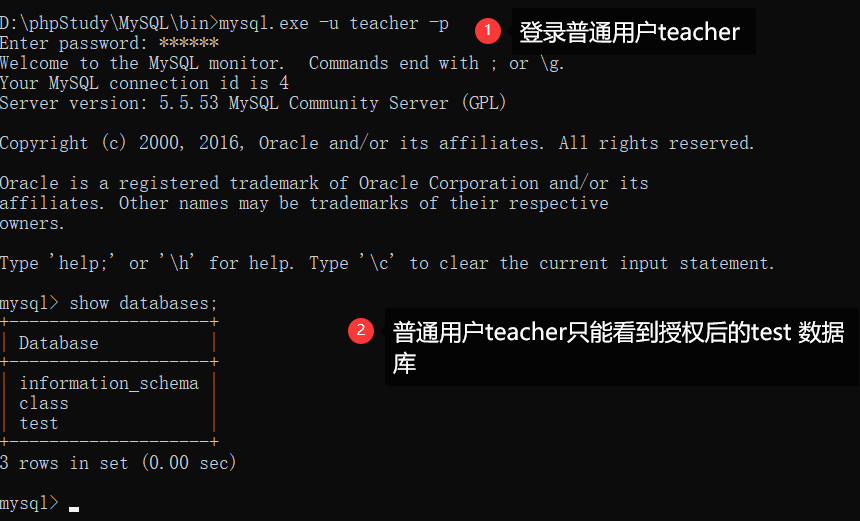 D:\phpStudy\MySQL\bin>mysql.exe -u teacher -p
1 登录普通用户teacher
Enter password: ******
Welcome to the MySQL monitor.  Commands end with ; or \g.
Your MySQL connection id is 4
Server version: 5.5.53 MySQL Community Server (GPL)
Copyright (c) 2000, 2016, Oracle and/or its affiliates. All rights reserved.
Oracle is a registered trademark of Oracle Corporation and/or its
affiliates. Other names may be trademarks of their respective
owners.
Type 'help;' or '\h' for help. Type '\c' to clear the current input statement.
mysql> show databases;
+--------------------+
| Database           |
+--------------------+
| information_schema |
| class              |
| test               |
+--------------------+
2 普通用户teacher只能看到授权后的test 数据
库
3 rows in set (0.00 sec)
mysql>